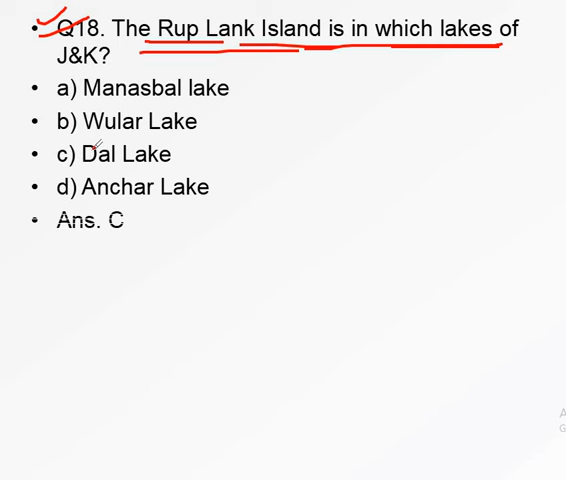 • Q18. The Rup Lank Island is in which lakes of
J&K?
• a) Manasbal lake
• b) Wular Lake
• c) Dal Lake
• d) Anchar Lake
• Ans. C